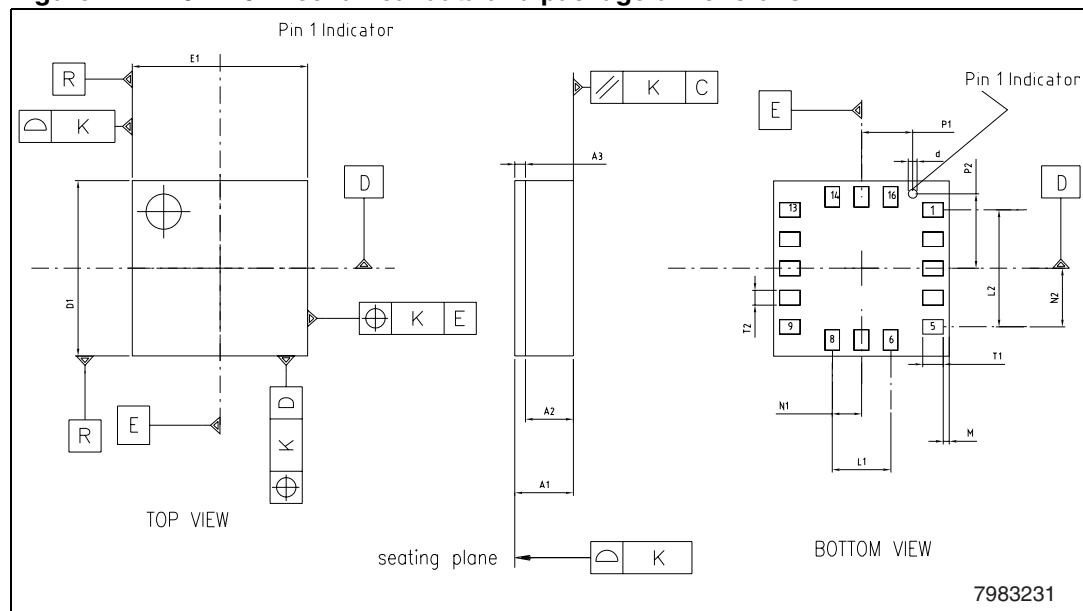 Pin 1 Indicator
E1
R
K
K C
Pin 1 Indicator
E
P1
A3
d
P2
D
D
14 16
13 1
D1
L2
N2
K E
T2
9 5
8 6
T1
A2
N1
M
R
E
K D
L1
A1
TOP VIEW
seating plane
K
BOTTOM VIEW
7983231